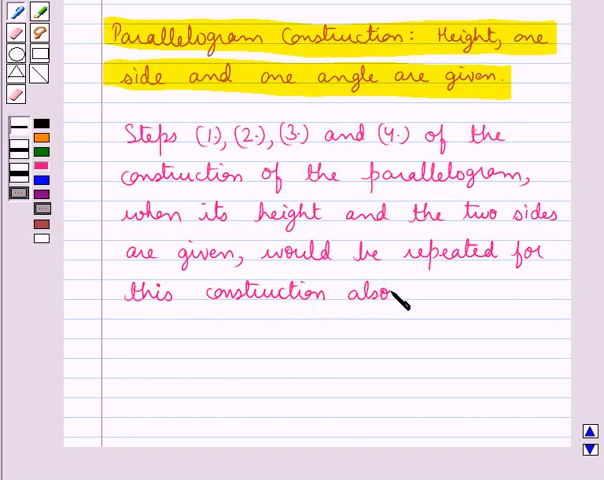 Parallelogram Construction: Height, one
side and one angle are given.
Steps (1.), (2.), (3.) and (4.) of the
construction of the parallelogram,
when its height and the two sides
are given, would be repeated for
this construction also